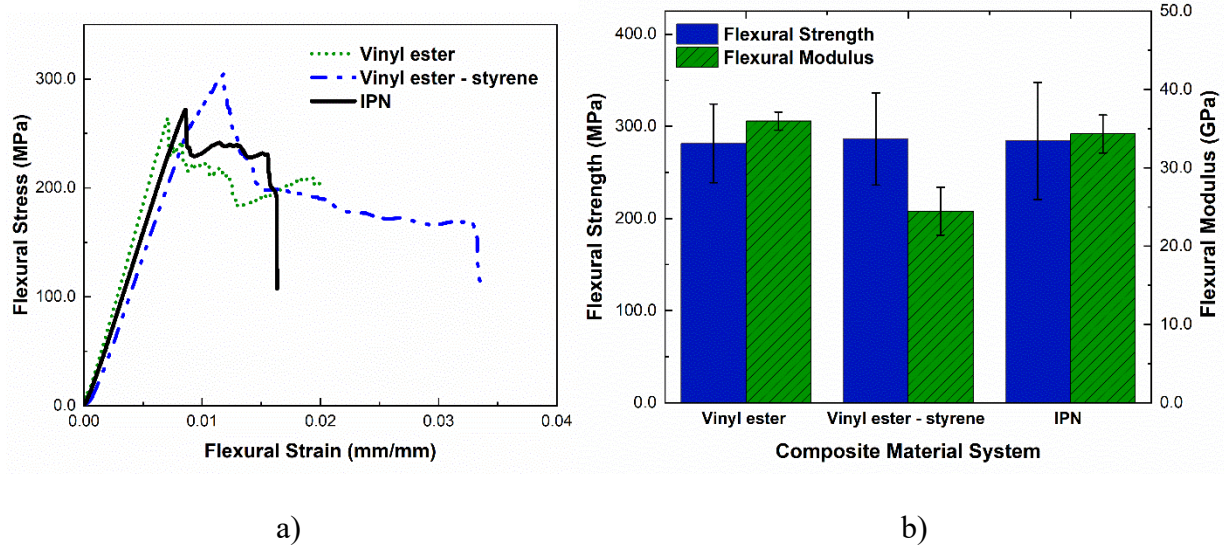 Flexural Stress (MPa)
300.0
200.0
100.0
0.0
Vinyl ester
Vinyl ester - styrene
IPN
0.00 0.01 0.02 0.03 0.04
Flexural Strain (mm/mm)
a)
Flexural Strength (MPa)
400.0
300.0
200.0
100.0
0.0
Flexural Strength
Flexural Modulus
50.0
40.0
30.0
20.0
10.0
0.0
Flexural Modulus (GPa)
Vinyl ester Vinyl ester - styrene IPN
Composite Material System
b)